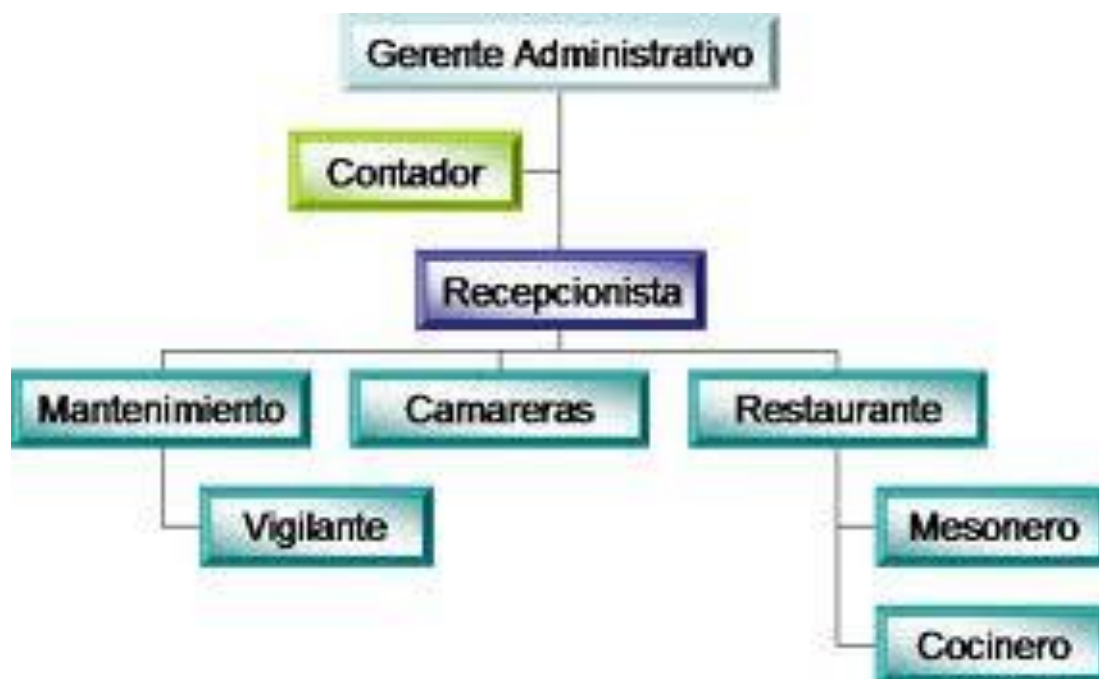 Gerente Administrativo
Contador
Recepcionista
Mantenimiento
Camareras
Restaurante
Vigilante
Mesonero
Cocinero